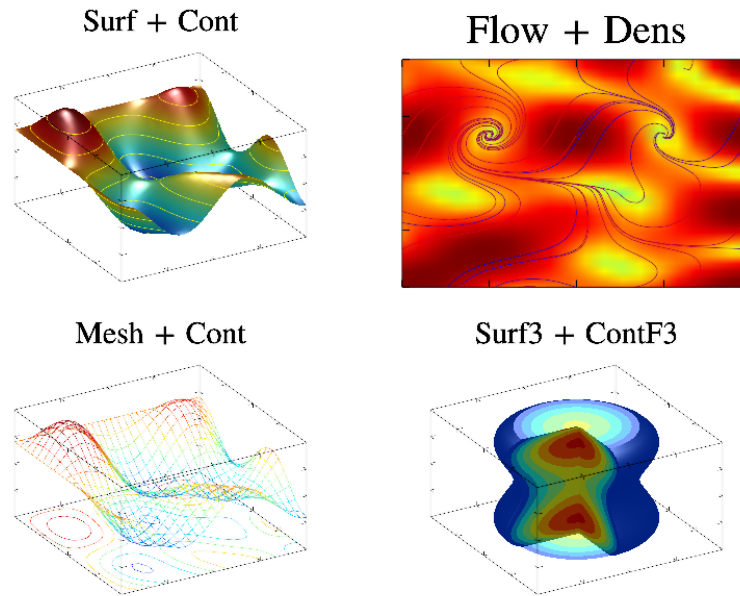 Surf + Cont
Flow + Dens
Mesh + Cont
Surf3 + ContF3